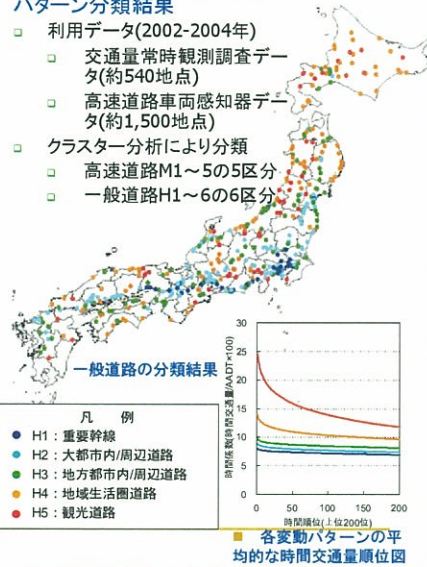 パターン分類結果
利用データ(2002-2004年)
交通量常時観測調査デー
タ(約540地点)
高速道路車両感知器デー
タ(約1,500地点)
クラスター分析により分類
高速道路M1～5の5区分
一般道路H1～6の6区分
一般道路の分類結果
凡 例
H1：重要幹線
H2：大都市内/周辺道路
H3：地方都市内/周辺道路
H4：地域生活圏道路
H5：観光道路
時間係数(時間交通量/AADT×100)
30
25
20
15
10
5
0
0 50 100 150 200
時間順位(上位200位)
各変動パターンの平
均的な時間交通量順位図